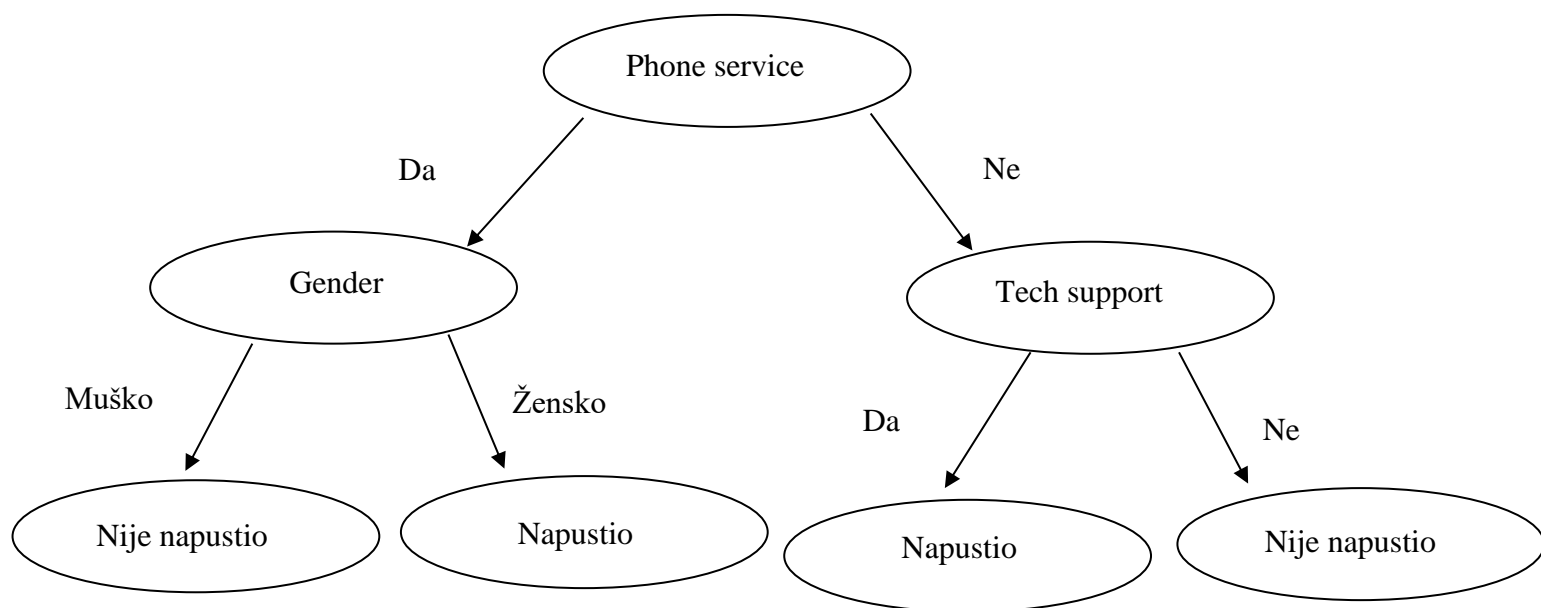 Phone service
Da
Ne
Gender
Tech support
Muško
Žensko
Da
Ne
Nije napustio
Napustio
Napustio
Nije napustio